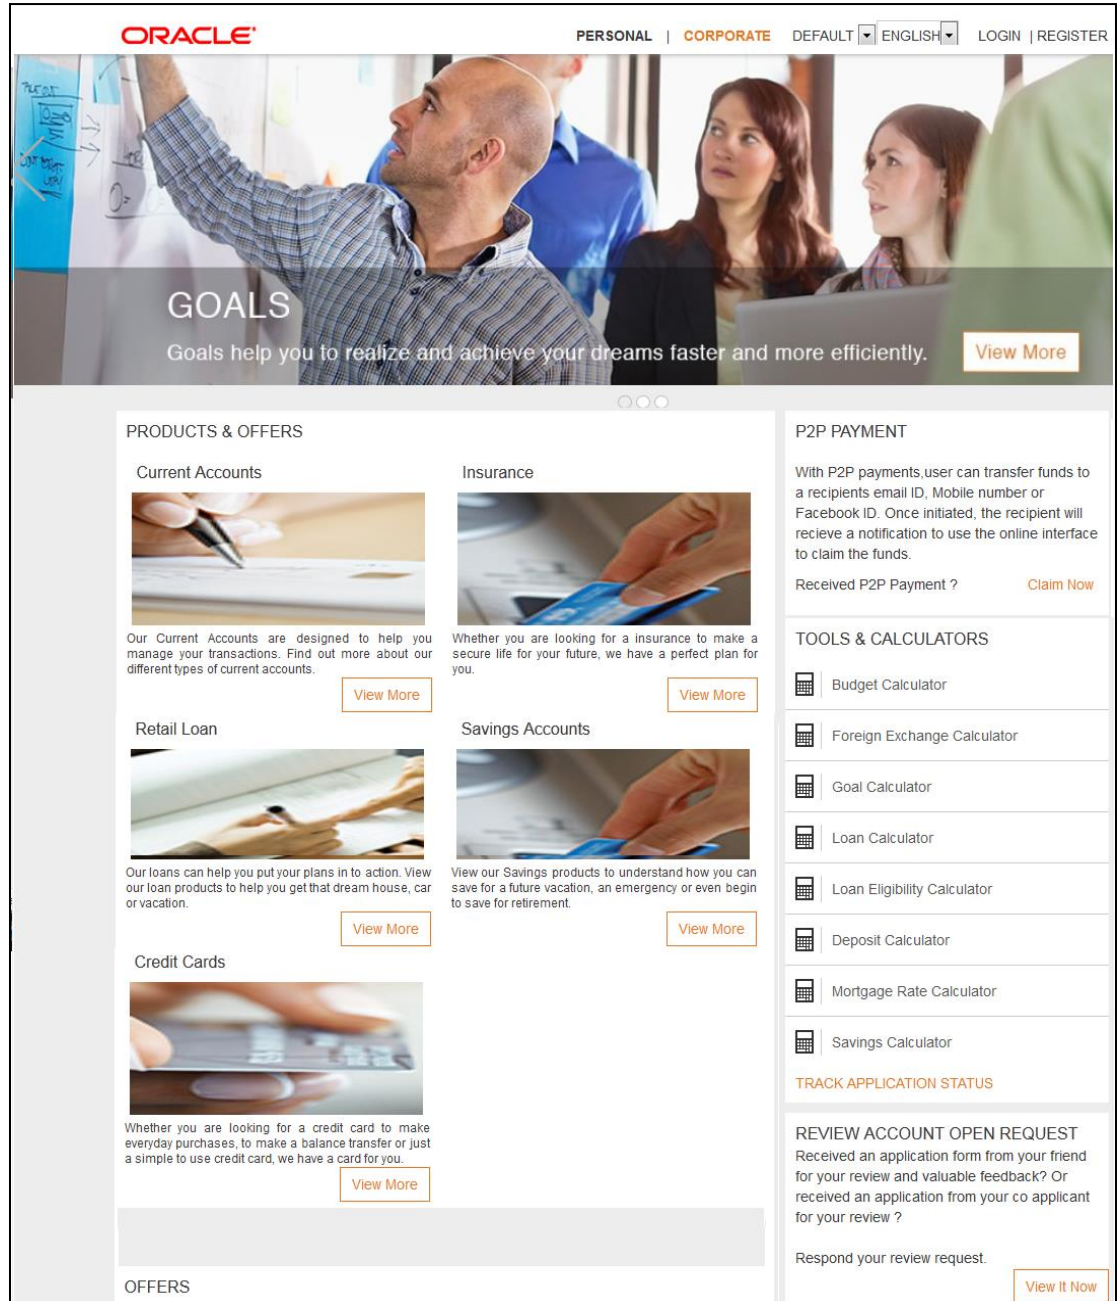 ORACLE
PERSONAL | CORPORATE DEFAULT ENGLISH LOGIN | REGISTER
GOALS
Goals help you to realize and achieve your dreams faster and more efficiently.
View More
PRODUCTS & OFFERS
Current Accounts
Our Current Accounts are designed to help you
manage your transactions. Find out more about our
different types of current accounts.
View More
Insurance
Whether you are looking for a insurance to make a
secure life for your future, we have a perfect plan for
you.
View More
Retail Loan
Our loans can help you put your plans in to action. View
our loan products to help you get that dream house, car
or vacation.
View More
Savings Accounts
View our Savings products to understand how you can
save for a future vacation, an emergency or even begin
to save for retirement.
View More
Credit Cards
Whether you are looking for a credit card to make
everyday purchases, to make a balance transfer or just
a simple to use credit card, we have a card for you.
View More
OFFERS
P2P PAYMENT
With P2P payments,user can transfer funds to
a recipients email ID, Mobile number or
Facebook ID. Once initiated, the recipient will
recieve a notification to use the online interface
to claim the funds.
Received P2P Payment ? Claim Now
TOOLS & CALCULATORS
Budget Calculator
Foreign Exchange Calculator
Goal Calculator
Loan Calculator
Loan Eligibility Calculator
Deposit Calculator
Mortgage Rate Calculator
Savings Calculator
TRACK APPLICATION STATUS
REVIEW ACCOUNT OPEN REQUEST
Received an application form from your friend
for your review and valuable feedback? Or
received an application from your co applicant
for your review ?
Respond your review request.
View It Now